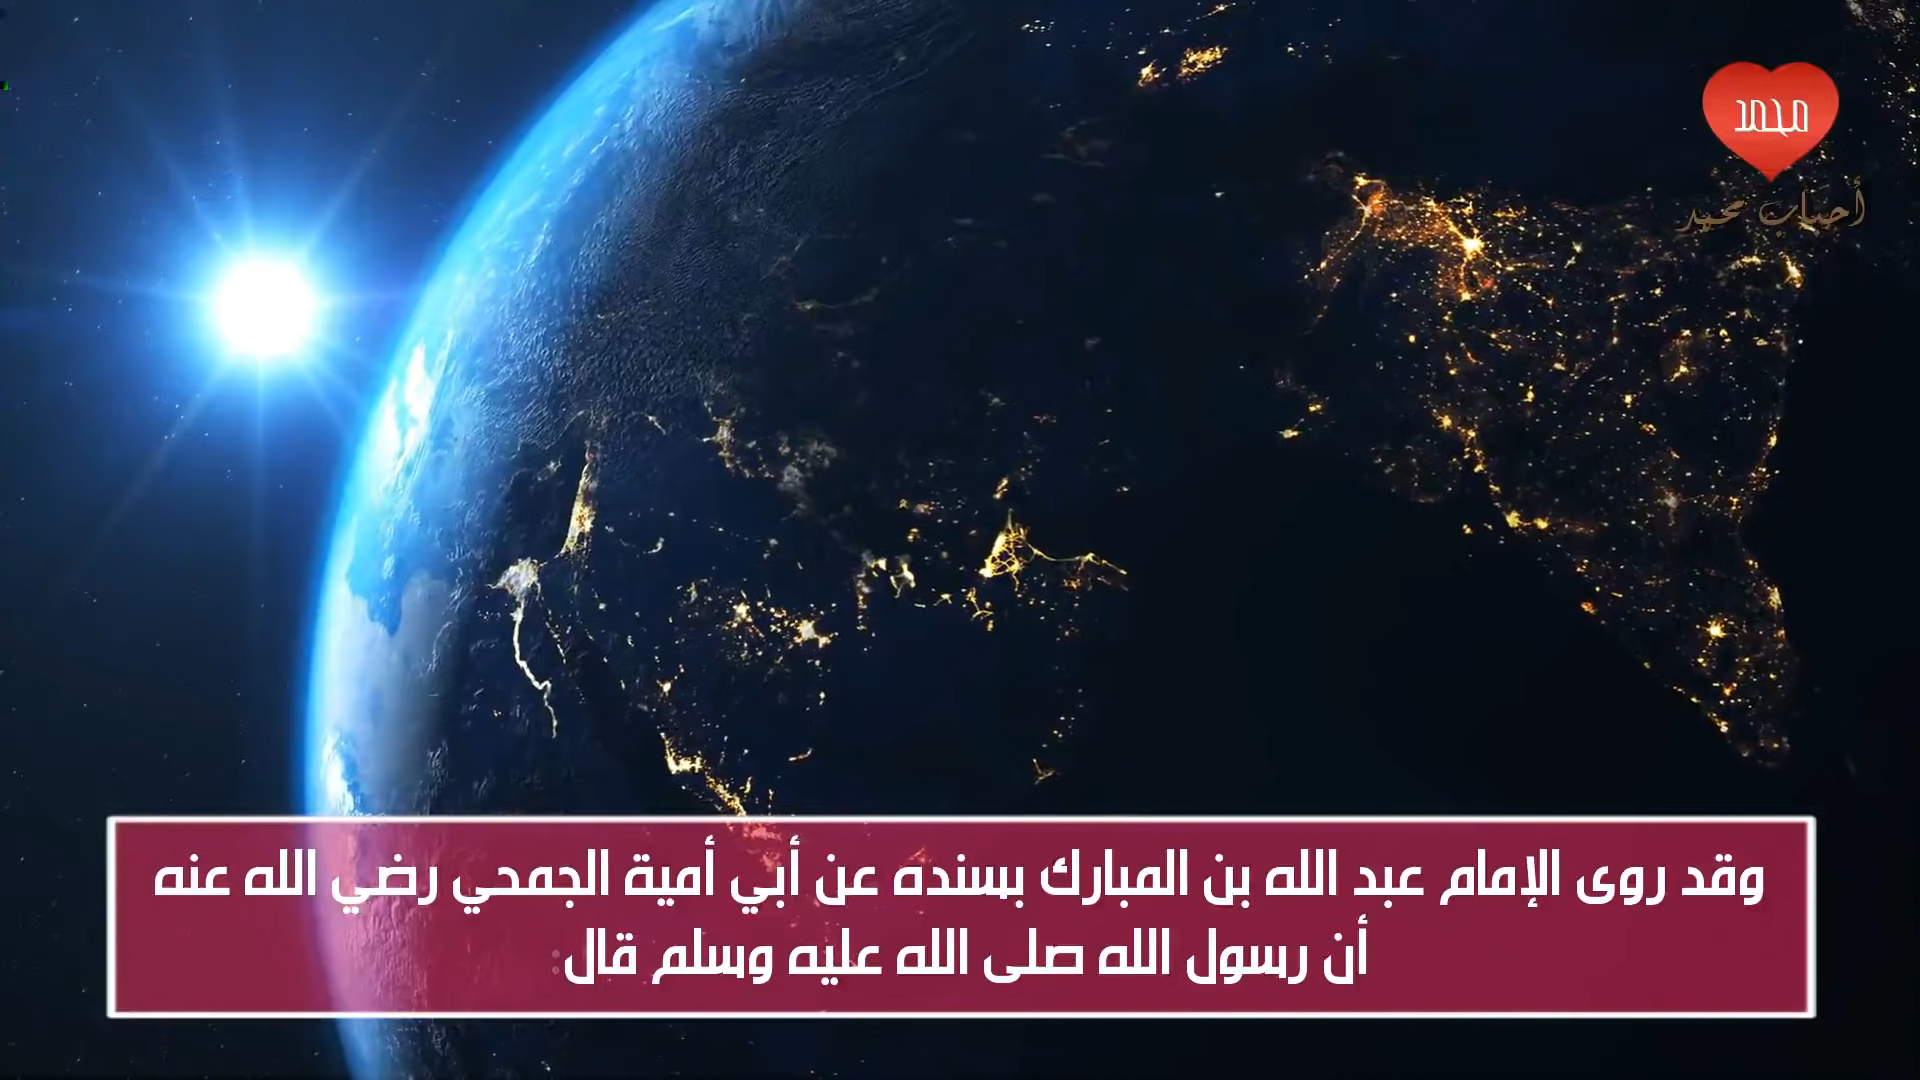 محمد
أحباب محمد
وقد روى الإمام عبد الله بن المبارك بسنده عن أبي أمية الجمحي رضي الله عنه
أن رسول الله صلى الله عليه وسلم قال: